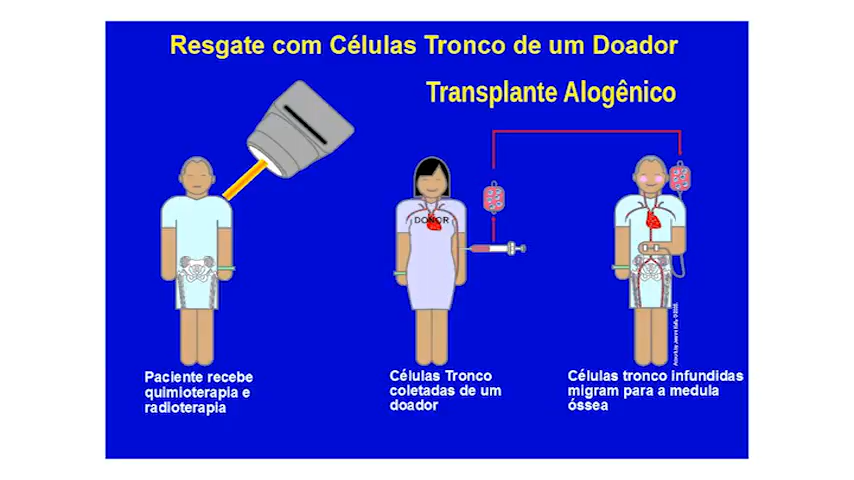 Resgate com Células Tronco de um Doador
Transplante Alogênico
DONOR
Paciente recebe
quimioterapia e
radioterapia
Células Tronco
coletadas de um
doador
Células tronco infundidas
migram para a medula
óssea